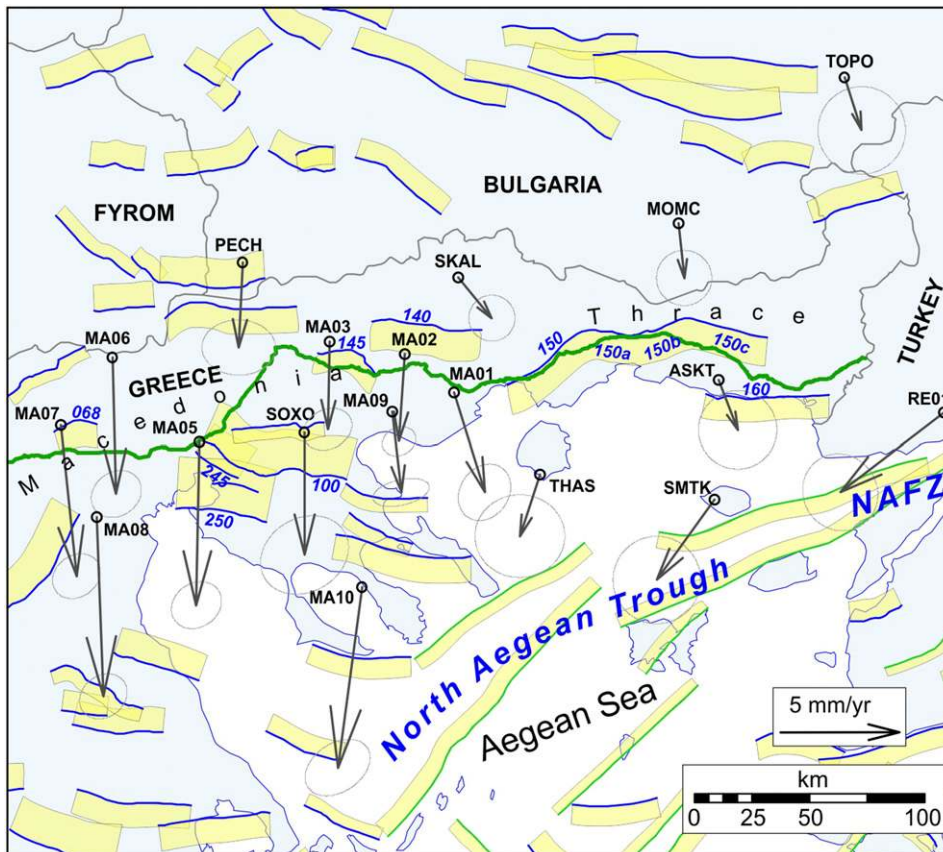 TOPO
BULGARIA
FYROM
MOMC
PECH
SKAL
Thrace
TURKEY
MA06
MA03
140
145
MA02
150
150a
150b
150c
GREECE
Macedonia
MA01
ASKT
160
MA07
068
MA05
SOXO
MA09
RE01
245
100
THAS
SMTK
NAFZ
250
MA08
MA10
North Aegean Trough
Aegean Sea
5 mm/yr
km
0 25 50 100